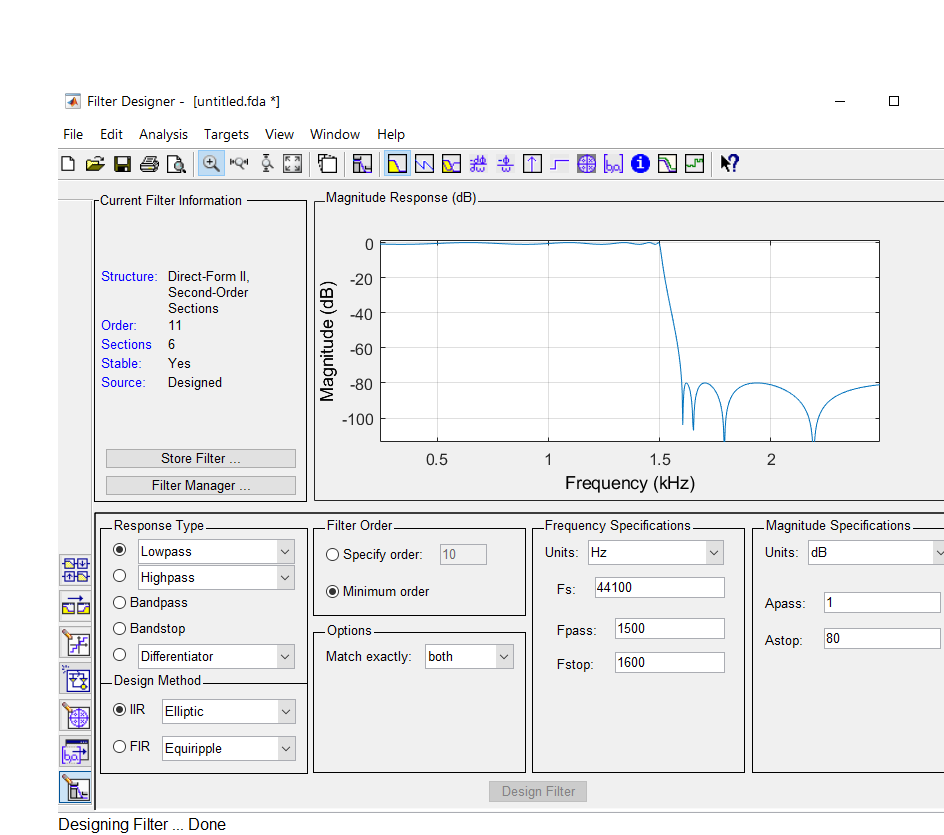 Filter Designer -  [untitled.fda *]
File Edit Analysis Targets View Window Help
Current Filter Information
Structure: Direct-Form II,
Second-Order
Sections
Order: 11
Sections 6
Stable: Yes
Source: Designed
Store Filter ...
Filter Manager ...
Magnitude Response (dB)
Magnitude (dB)
0
-20
-40
-60
-80
-100
0.5 1 1.5 2
Frequency (kHz)
Response Type
Lowpass
Highpass
Bandpass
Bandstop
Differentiator
Design Method
IIR Elliptic
FIR Equiripple
Filter Order
Specify order: 10
Minimum order
Options
Match exactly: both
Frequency Specifications
Units: Hz
Fs: 44100
Fpass: 1500
Fstop: 1600
Magnitude Specifications
Units: dB
Apass: 1
Astop: 80
Design Filter
Designing Filter ... Done